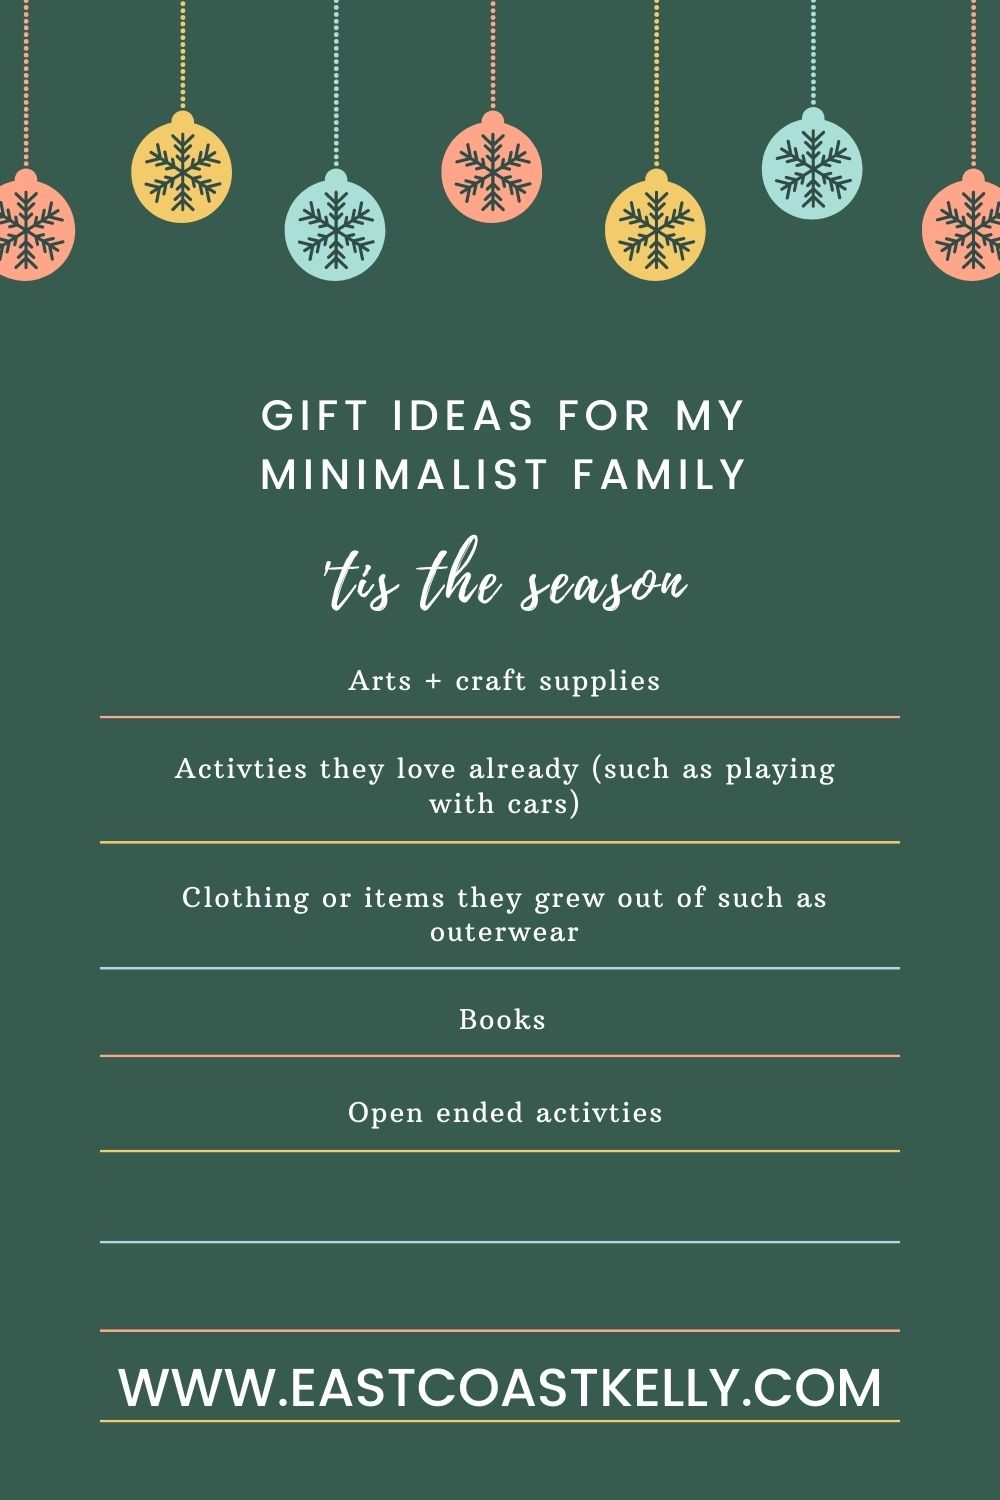 GIFT IDEAS FOR MY
MINIMALIST FAMILY
'tis the season
Arts + craft supplies
Activties they love already (such as playing
with cars)
Clothing or items they grew out of such as
outerwear
Books
Open ended activties
WWW.EASTCOASTKELLY.COM